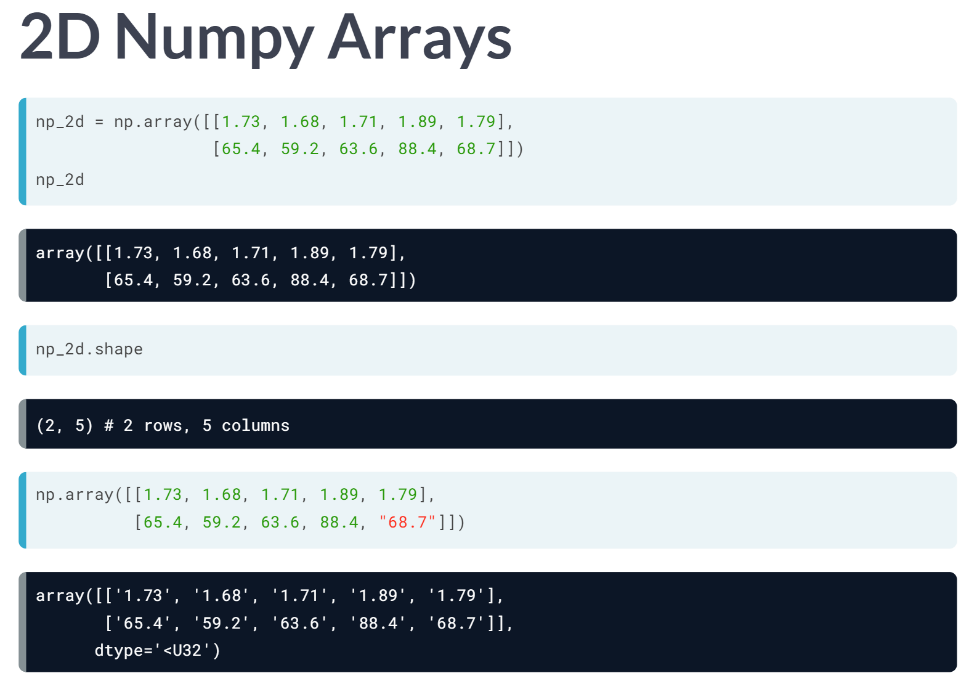 2D Numpy Arrays
np_2d = np.array([[1.73, 1.68, 1.71, 1.89, 1.79],
                  [65.4, 59.2, 63.6, 88.4, 68.7]])
np_2d
array([[1.73, 1.68, 1.71, 1.89, 1.79],
       [65.4, 59.2, 63.6, 88.4, 68.7]])
np_2d.shape
(2, 5) # 2 rows, 5 columns
np.array([[1.73, 1.68, 1.71, 1.89, 1.79],
          [65.4, 59.2, 63.6, 88.4, "68.7"]])
array([['1.73', '1.68', '1.71', '1.89', '1.79'],
       ['65.4', '59.2', '63.6', '88.4', '68.7']],
      dtype='<U32')